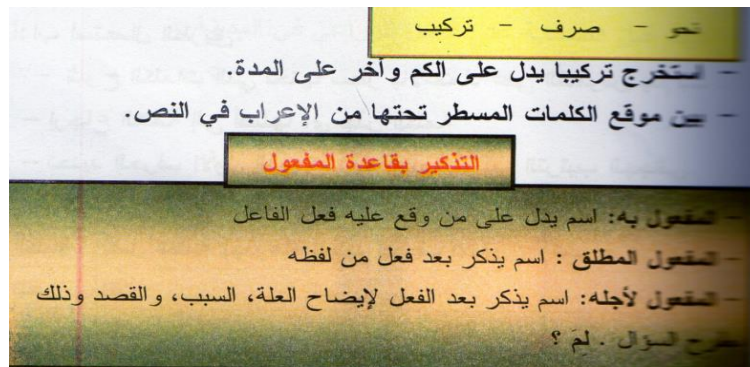 نحو - صرف - تركيب
- استخرج تركيبا يدل على الكم وآخر على المدة.
- بين موقع الكلمات المسطر تحتها من الإعراب في النص.
التذكير بقاعدة المفعول
- المفعول به: اسم يدل على من وقع عليه فعل الفاعل
- المفعول المطلق : اسم يذكر بعد فعل من لفظه
- المفعول لأجله: اسم يذكر بعد الفعل لإيضاح العلة، السبب، والقصد وذلك
بطرح السؤال . لمَ ؟